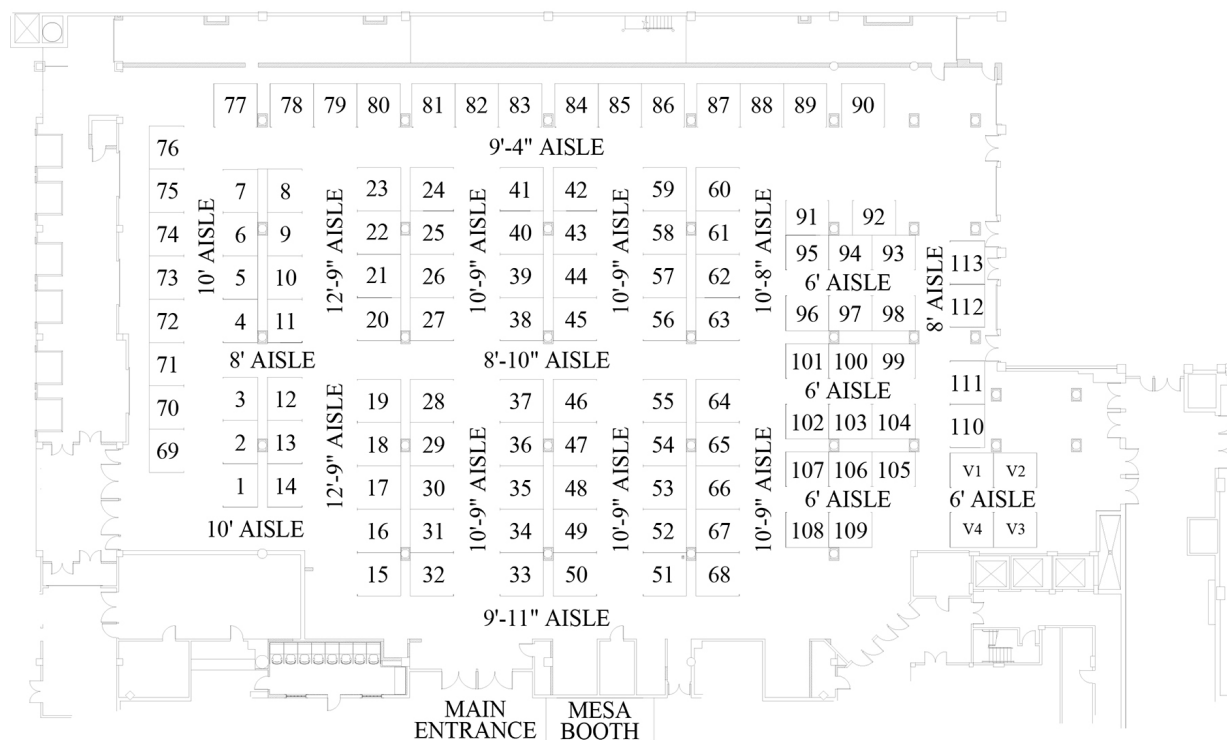 77 78 79 80 81 82 83 84 85 86 87 88 89 90
76
9'-4" AISLE
75 7 8 23 24 41 42 59 60
91 92
74 6 9 22 25 40 43 58 61
10' AISLE
12'-9" AISLE
10'-9" AISLE
10'-9" AISLE
10'-8" AISLE
95 94 93
73 5 10 21 26 39 44 57 62
6' AISLE
8' AISLE
113
112
72 4 11 20 27 38 45 56 63
96 97 98
71
8' AISLE
8'-10" AISLE
101 100 99
111
6' AISLE
70 3 12 19 28 37 46 55 64
102 103 104
110
69 2 13 18 29 36 47 54 65
12'-9" AISLE
10'-9" AISLE
10'-9" AISLE
10'-9" AISLE
107 106 105
V1 V2
1 14 17 30 35 48 53 66
6' AISLE
6' AISLE
10' AISLE
16 31 34 49 52 67
108 109
V4 V3
15 32 33 50 51 68
9'-11" AISLE
MAIN
ENTRANCE
MESA
BOOTH